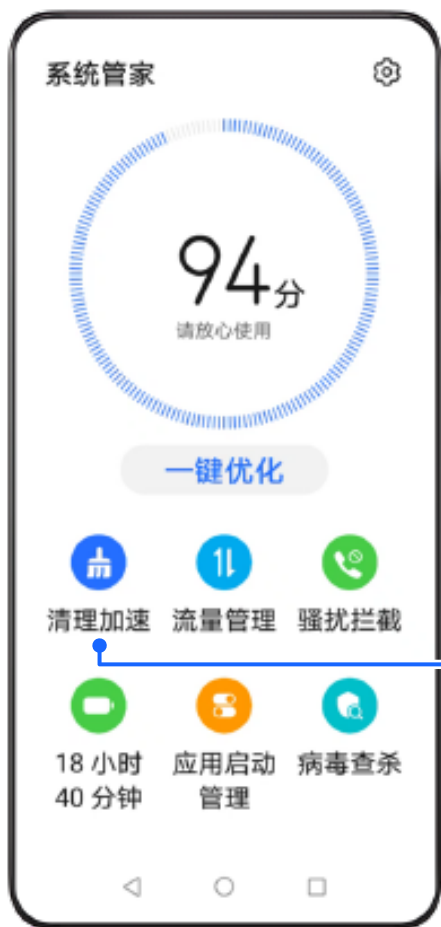 系统管家
94分
请放心使用
一键优化
清理加速 流量管理 骚扰拦截
18 小时 应用启动 病毒查杀
40 分钟 管理